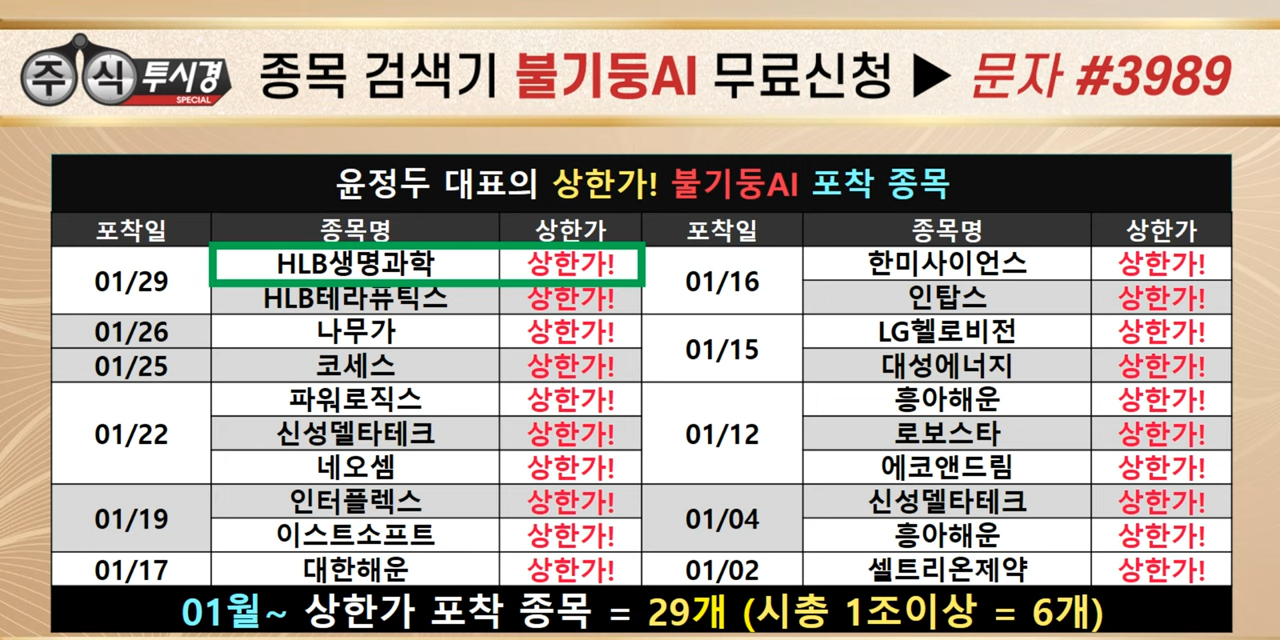 주식투시경 SPECIAL
종목 검색기 불기둥AI 무료신청 ▶ 문자 #3989
윤정두 대표의 상한가! 불기둥AI 포착 종목
포착일 종목명 상한가 포착일 종목명 상한가
01/29 HLB생명과학 상한가! 01/16 한미사이언스 상한가!
HLB테라퓨틱스 상한가! 인탑스 상한가!
01/26 나무가 상한가! 01/15 LG헬로비전 상한가!
01/25 코세스 상한가! 대성에너지 상한가!
01/22 파워로직스 상한가! 01/12 흥아해운 상한가!
신성델타테크 상한가! 로보스타 상한가!
네오셈 상한가! 에코앤드림 상한가!
01/19 인터플렉스 상한가! 01/04 신성델타테크 상한가!
이스트소프트 상한가! 흥아해운 상한가!
01/17 대한해운 상한가! 01/02 셀트리온제약 상한가!
01월~ 상한가 포착 종목 = 29개 (시총 1조이상 = 6개)